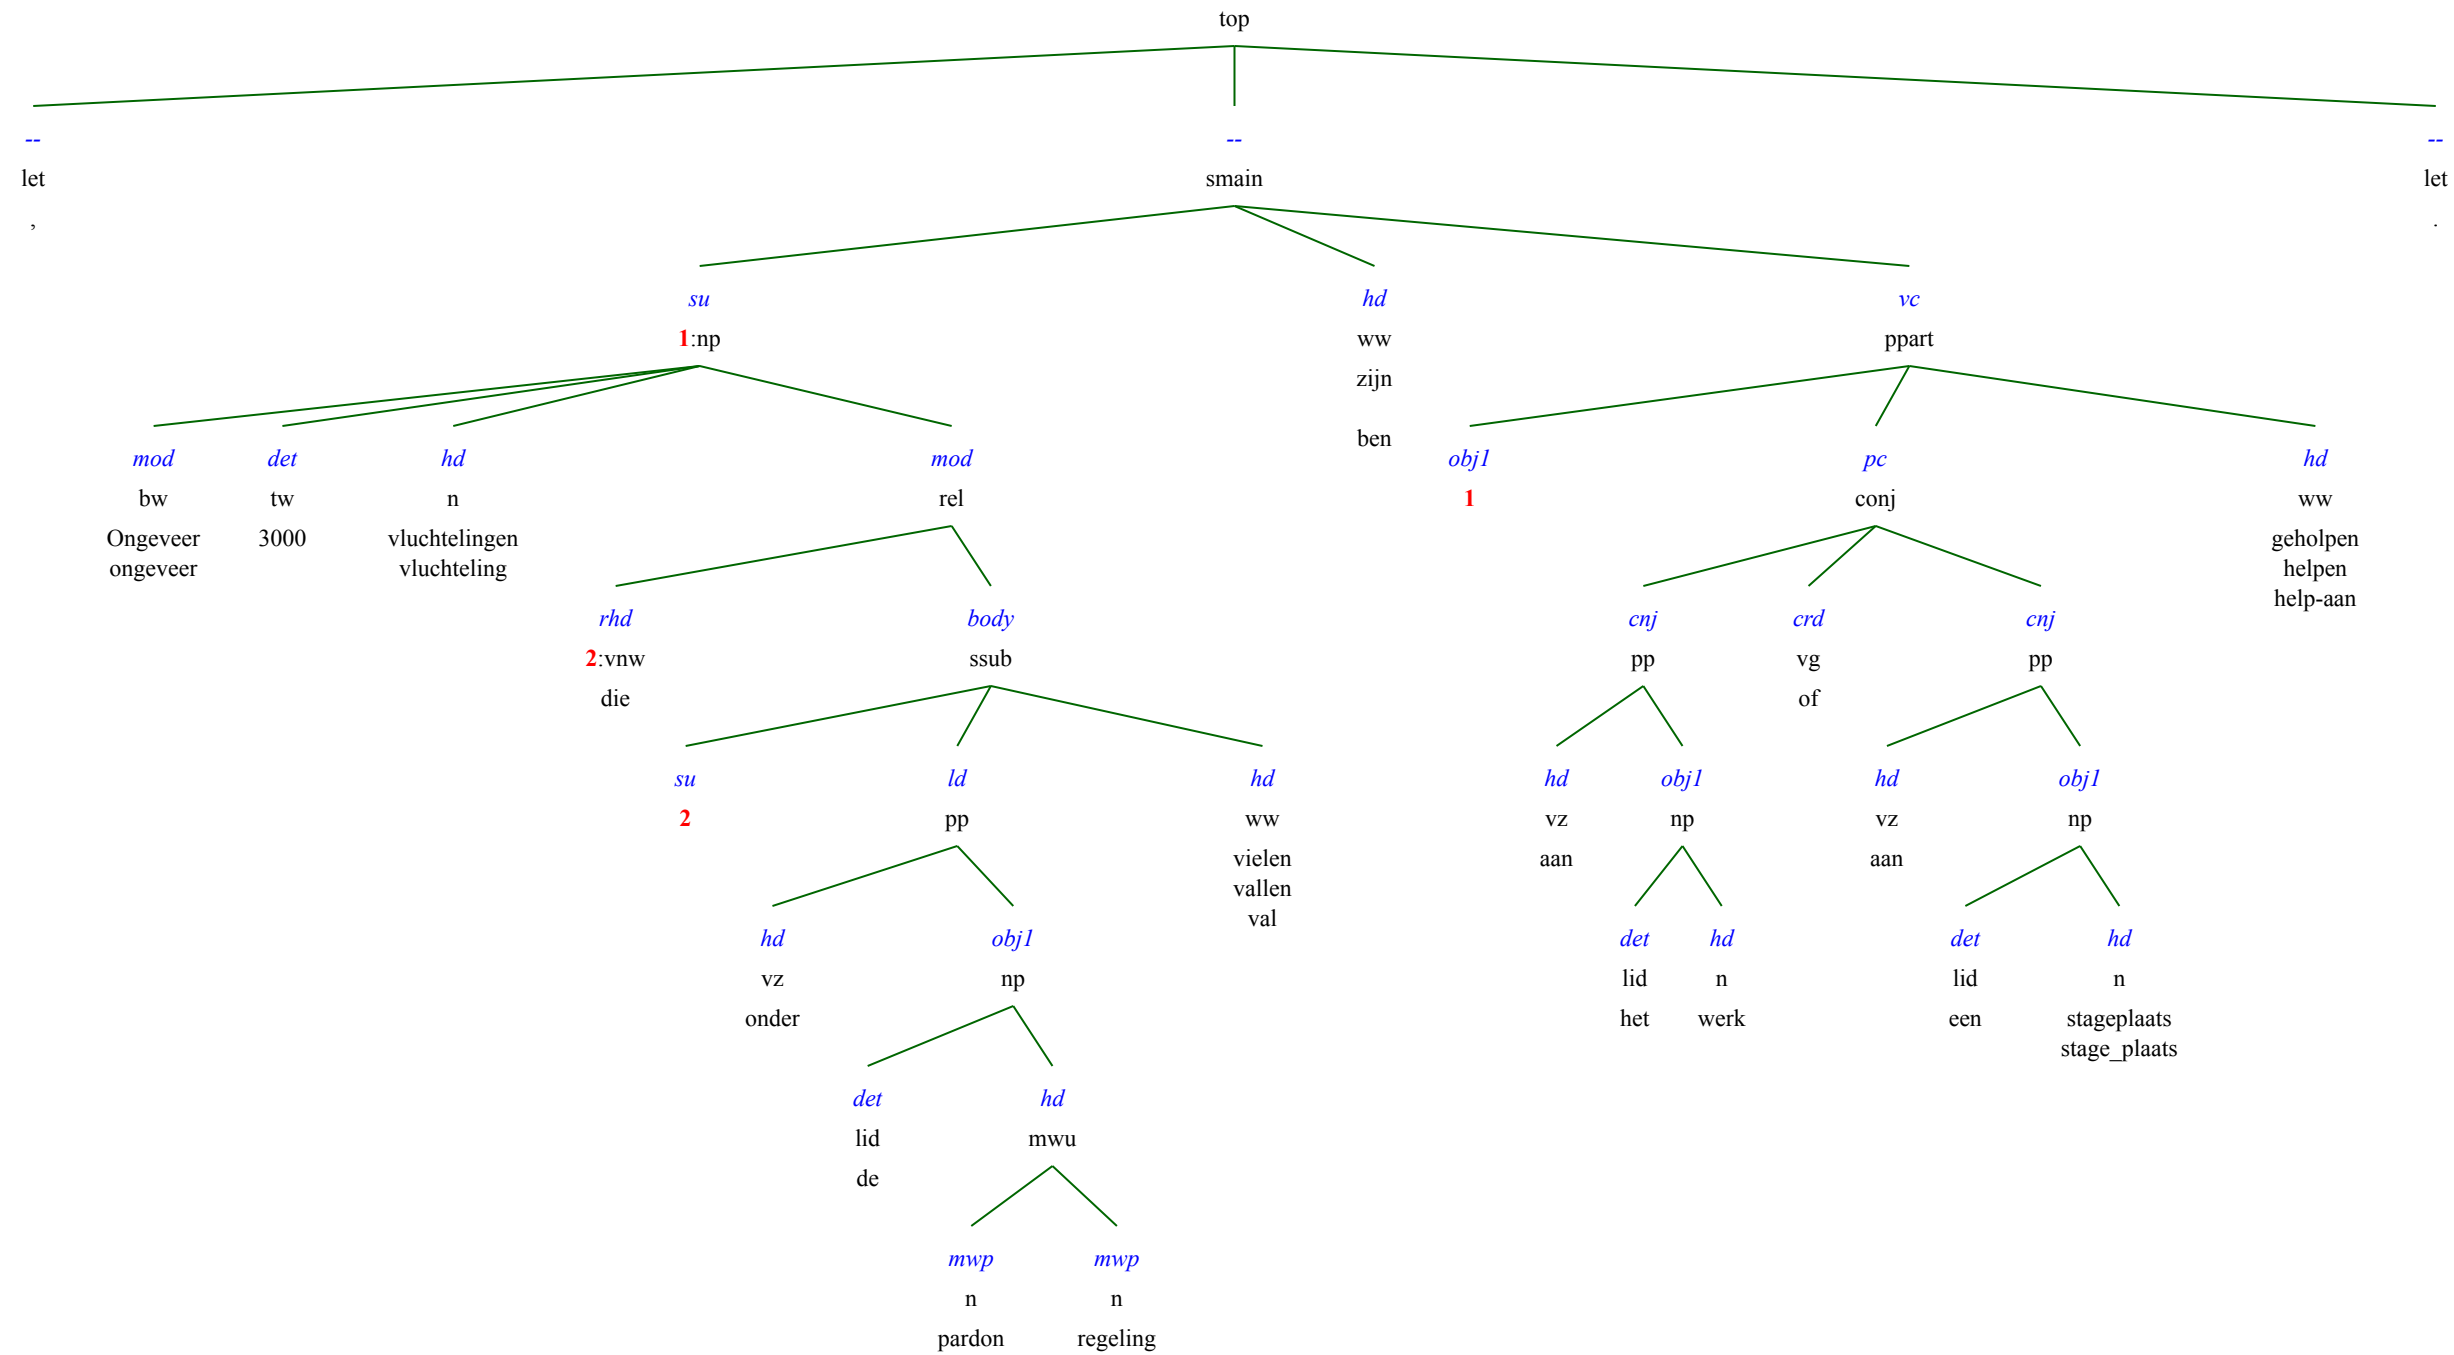 top
-- -- --
let smain let
, .
su hd vc
1:np ww ppart
zijn
ben
mod det hd mod obj1 pc hd
bw tw n rel 1 conj ww
Ongeveer 3000 vluchtelingen geholpen
ongeveer vluchteling helpen
help-aan
rhd body cnj crd cnj
2:vnw ssub pp vg pp
die of
su ld hd hd obj1 hd obj1
2 pp ww vz np vz np
vielen aan aan
vallen
val
hd obj1 det hd det hd
vz np lid n lid n
onder het werk een stageplaats
stage_plaats
det hd
lid mwu
de
mwp mwp
n n
pardon regeling